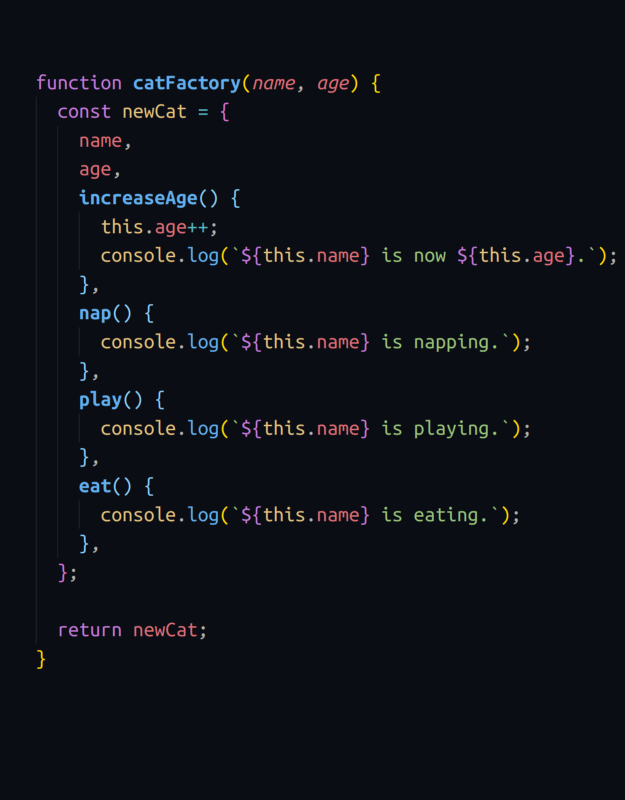 function catFactory(name, age) {
  const newCat = {
    name,
    age,
    increaseAge() {
      this.age++;
      console.log(`${this.name} is now ${this.age}.`);
    },
    nap() {
      console.log(`${this.name} is napping.`);
    },
    play() {
      console.log(`${this.name} is playing.`);
    },
    eat() {
      console.log(`${this.name} is eating.`);
    },
  };

  return newCat;
}